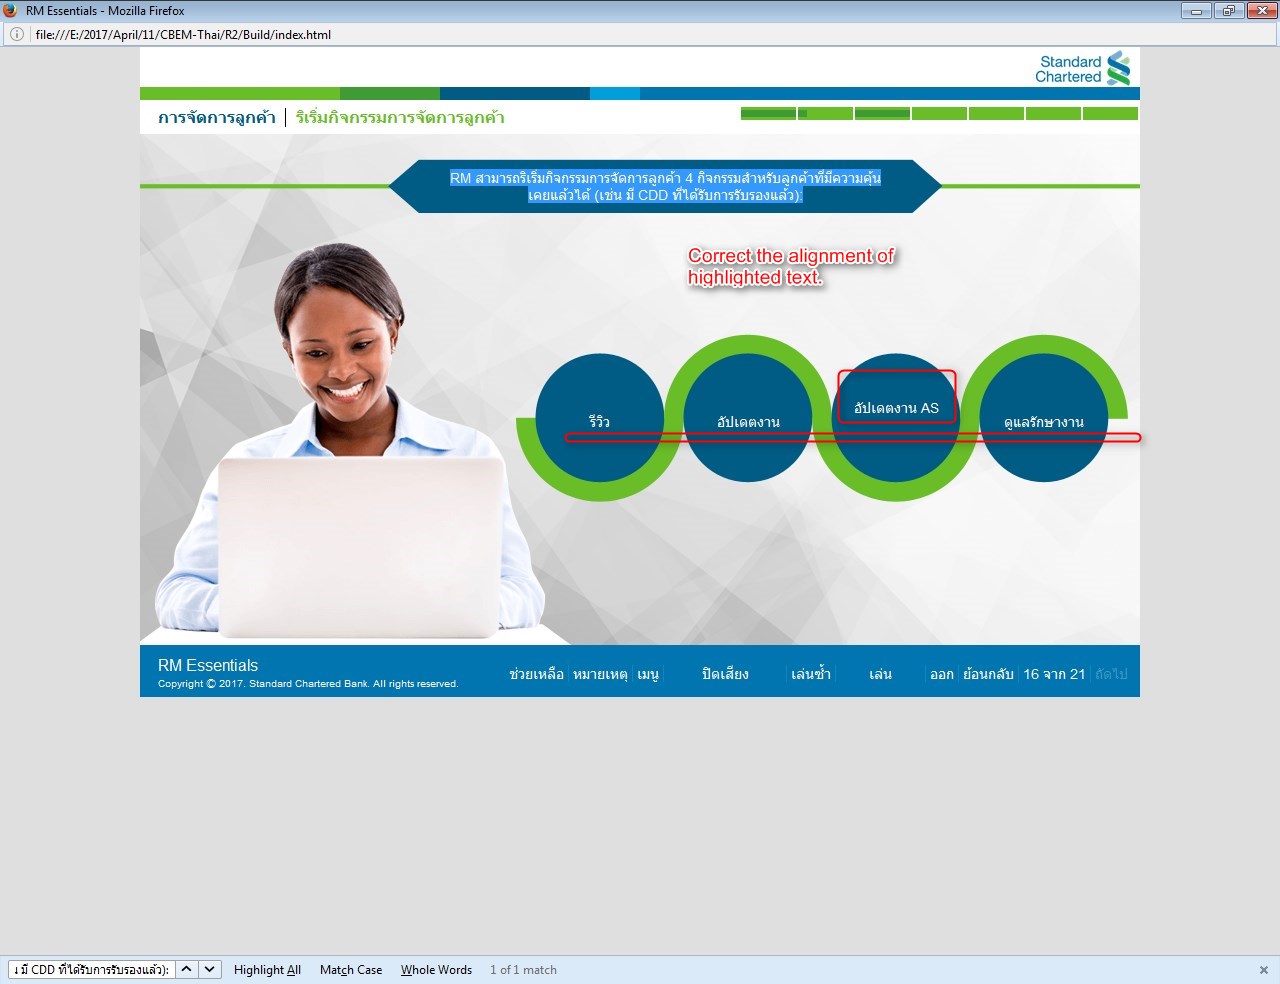 RM Essentials - Mozilla Firefox
file:///E:/2017/April/11/CBEM-Thai/R2/Build/index.html
Standard
Chartered
การจัดการลูกค้า | ริเริ่มกิจกรรมการจัดการลูกค้า
RM สามารถริเริ่มกิจกรรมการจัดการลูกค้า 4 กิจกรรมสำหรับลูกค้าที่มีความคุ้น
เคยแล้วได้ (เช่น มี CDD ที่ได้รับการรับรองแล้ว):
Correct the alignment of
highlighted text.
รีวิว
อัปเดตงาน
อัปเดตงาน AS
ดูแลรักษางาน
RM Essentials
Copyright © 2017. Standard Chartered Bank. All rights reserved.
ช่วยเหลือ หมายเหตุ เมนู ปิดเสียง เล่นซ้ำ เล่น ออก ย้อนกลับ 16 จาก 21 ถัดไป
มี CDD ที่ได้รับการรับรองแล้ว): Highlight All Match Case Whole Words 1 of 1 match